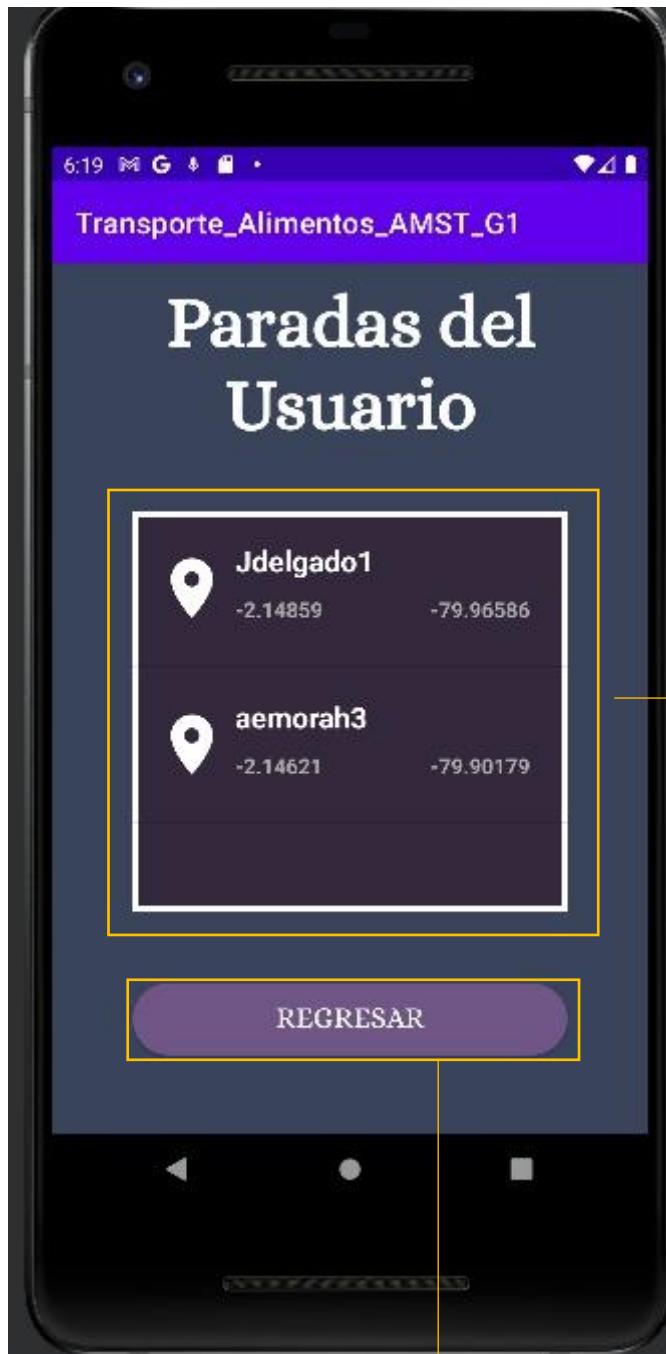 6:19
Transporte_Alimentos_AMST_G1
Paradas del
Usuario
Jdelgado1
-2.14859 -79.96586
aemorah3
-2.14621 -79.90179
REGRESAR